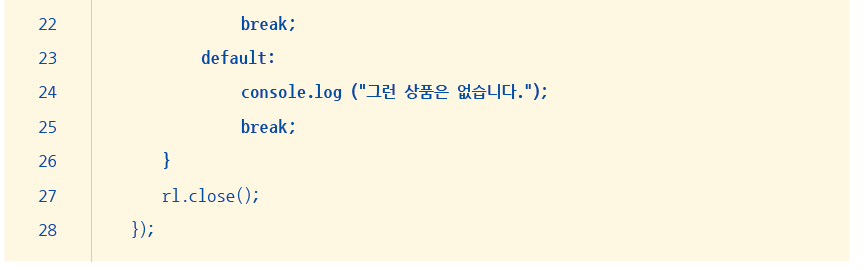 22 break;
23 default:
24 console.log ("그런 상품은 없습니다.");
25 break;
26 }
27 rl.close();
28 });